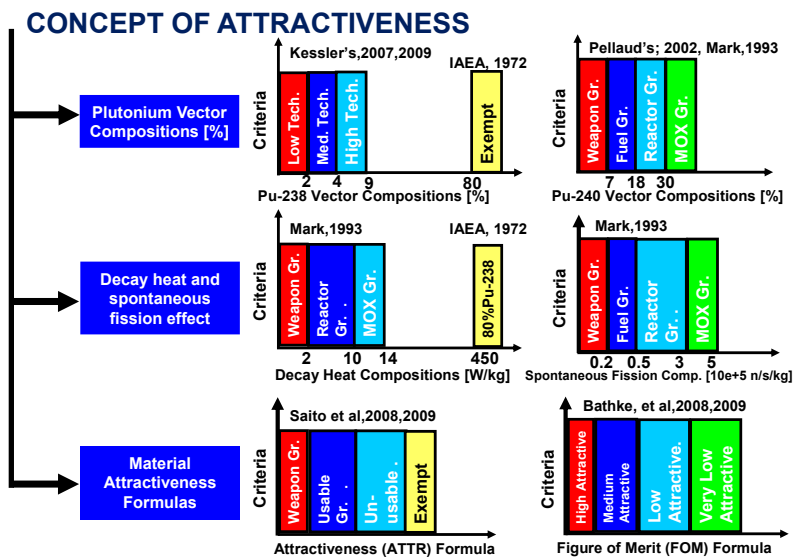 CONCEPT OF ATTRACTIVENESS
Plutonium Vector
Compositions [%]
Kessler's,2007,2009
IAEA, 1972
Criteria
Low Tech.
Med. Tech.
High Tech.
Exempt
2 4 9 80
Pu-238 Vector Compositions [%]
Pellaud's; 2002, Mark,1993
Criteria
Weapon Gr.
Fuel Gr.
Reactor Gr.
MOX Gr.
7 18 30
Pu-240 Vector Compositions [%]
Decay heat and
spontaneous
fission effect
Mark,1993
IAEA, 1972
Criteria
Weapon Gr.
Reactor
Gr. .
MOX Gr.
80%Pu-238
2 10 14 450
Decay Heat Compositions [W/kg]
Mark,1993
Criteria
Weapon Gr.
Fuel Gr.
Reactor
Gr. .
MOX Gr.
0.2 0.5 3 5
Spontaneous Fission Comp. [10e+5 n/s/kg]
Material
Attractiveness
Formulas
Saito et al,2008,2009
Criteria
Weapon Gr.
Usable
Gr. .
Un-
usable .
Exempt
Attractiveness (ATTR) Formula
Bathke, et al,2008,2009
Criteria
High Attractive
Medium
Attractive
Low
Attractive.
Very Low
Attractive
Figure of Merit (FOM) Formula